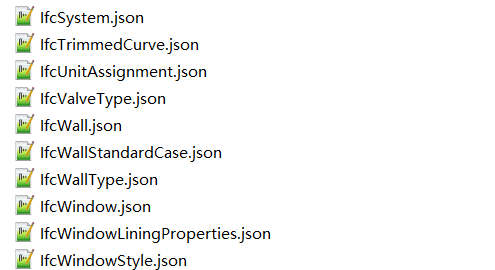 IfcSystem.json
IfcTrimmedCurve.json
IfcUnitAssignment.json
IfcValveType.json
IfcWall.json
IfcWallStandardCase.json
IfcWallType.json
IfcWindow.json
IfcWindowLiningProperties.json
IfcWindowStyle.json